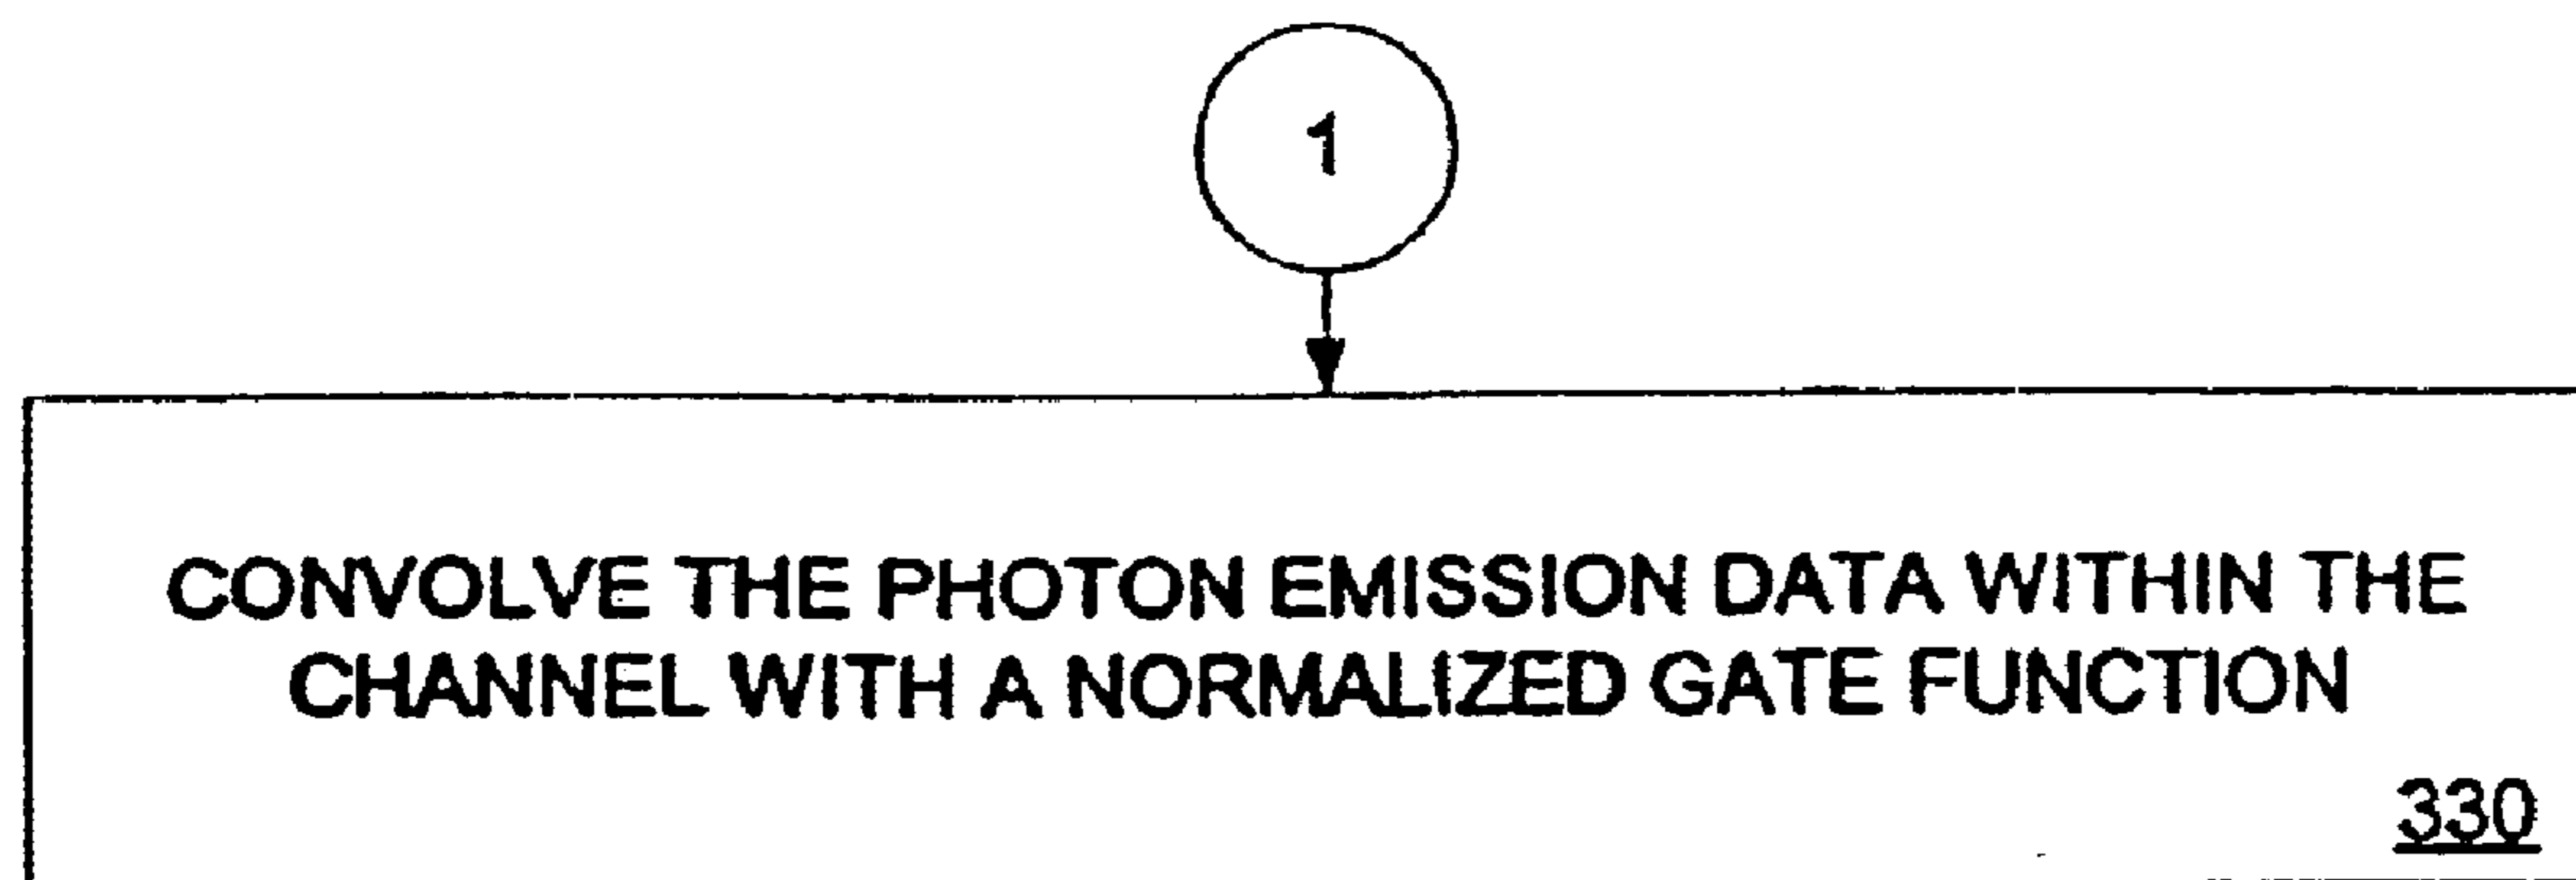 1
CONVOLVE THE PHOTON EMISSION DATA WITHIN THE
CHANNEL WITH A NORMALIZED GATE FUNCTION
330